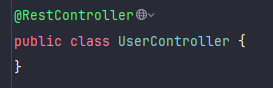 @RestController
public class UserController {
}